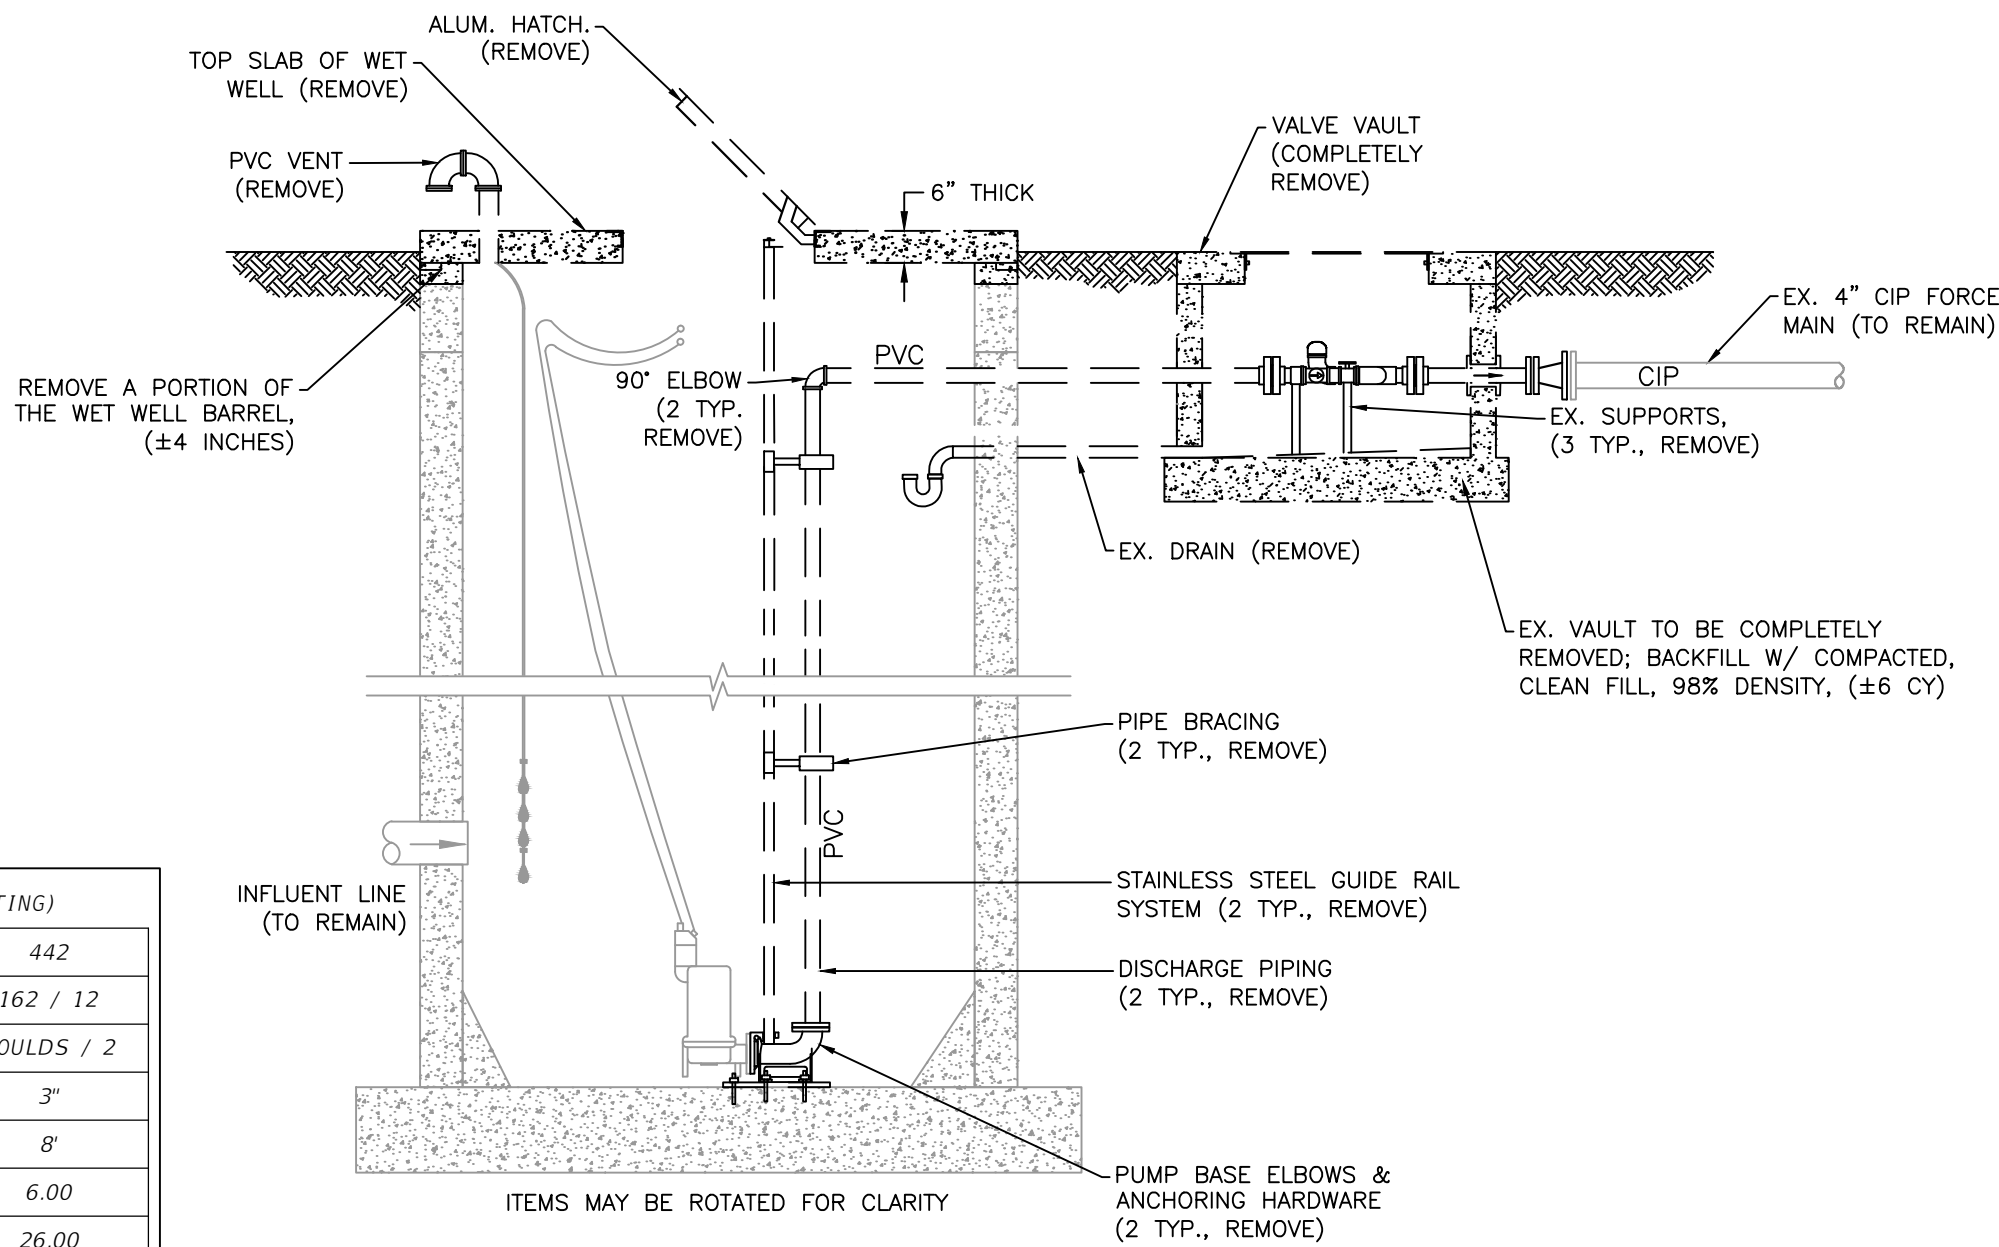 ALUM. HATCH.
(REMOVE)
TOP SLAB OF WET
WELL (REMOVE)
PVC VENT
(REMOVE)
6" THICK
VALVE VAULT
(COMPLETELY
REMOVE)
EX. 4" CIP FORCE
MAIN (TO REMAIN)
REMOVE A PORTION OF
THE WET WELL BARREL,
(±4 INCHES)
90° ELBOW
(2 TYP.
REMOVE)
PVC
CIP
EX. SUPPORTS,
(3 TYP., REMOVE)
EX. DRAIN (REMOVE)
EX. VAULT TO BE COMPLETELY
REMOVED; BACKFILL W/ COMPACTED,
CLEAN FILL, 98% DENSITY, (±6 CY)
PIPE BRACING
(2 TYP., REMOVE)
PVC
STAINLESS STEEL GUIDE RAIL
SYSTEM (2 TYP., REMOVE)
INFLUENT LINE
(TO REMAIN)
DISCHARGE PIPING
(2 TYP., REMOVE)
PUMP BASE ELBOWS &
ANCHORING HARDWARE
(2 TYP., REMOVE)
ITEMS MAY BE ROTATED FOR CLARITY
TING)
442
162 / 12
OULDS / 2
3"
8'
6.00
26.00